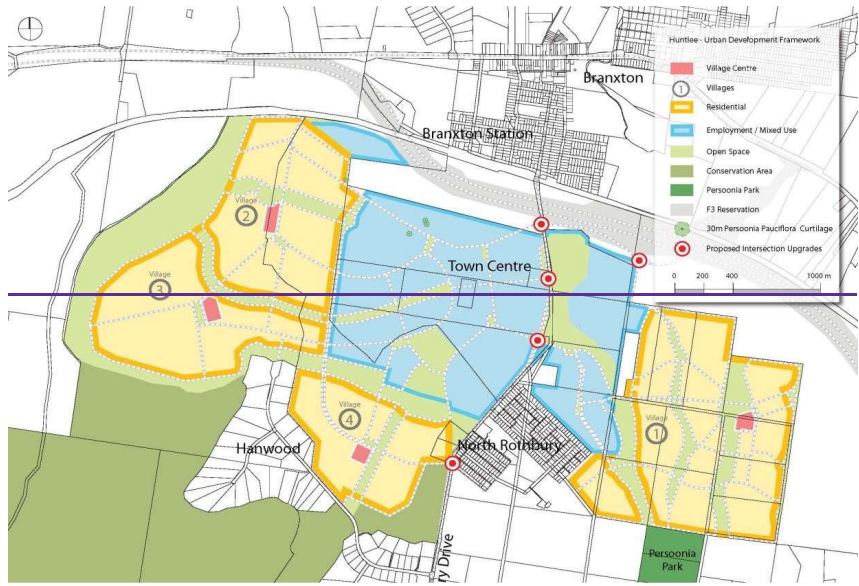 Huntlee - Urban Development Framework
Village Centre
1 Villages
Residential
Employment / Mixed Use
Open Space
Conservation Area
Persoonia Park
F3 Reservation
30m Persoonia Pauciflora Curtilage
Proposed Intersection Upgrades
0 200 400 1000 m
Branxton
Branxton Station
Village
2
Town Centre
Village
3
Village
4
Village
1
Hanwood
North Rothbury
Persoonia
Park
ry Drive